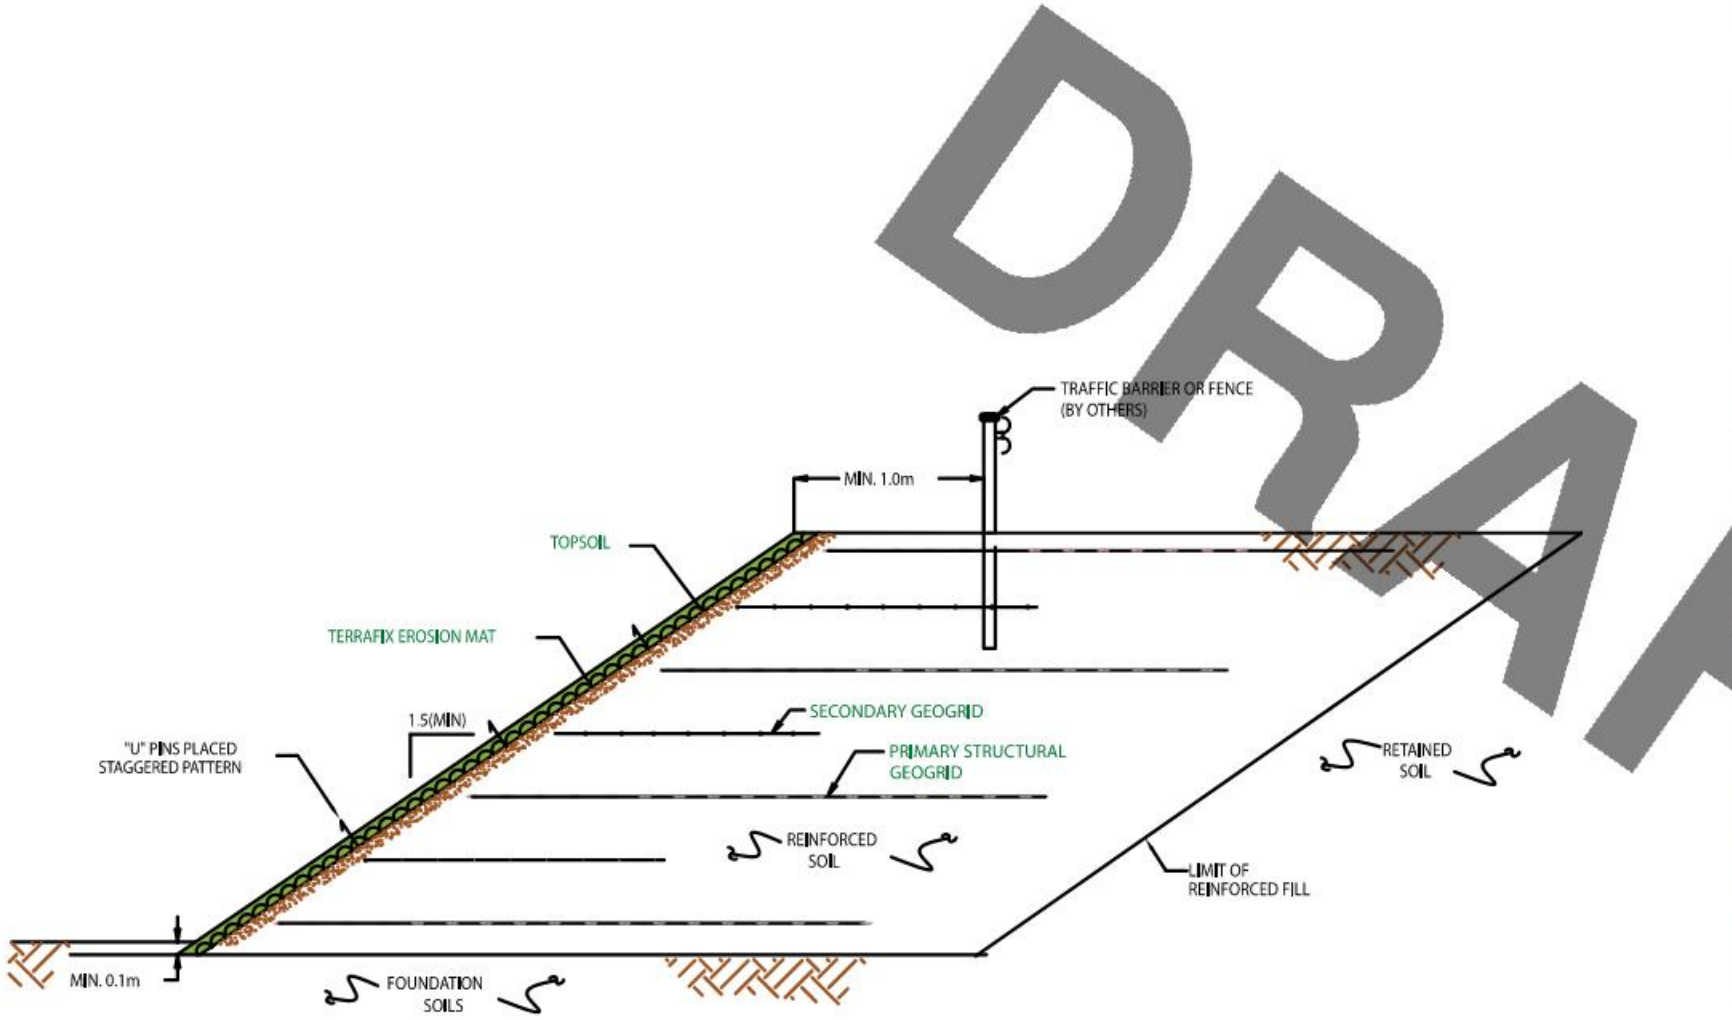 DRAF
TRAFFIC BARRIER OR FENCE
(BY OTHERS)
MIN. 1.0m
TOPSOIL
TERRAFIX EROSION MAT
1.5(MIN)
SECONDARY GEOGRID
"U" PINS PLACED
STAGGERED PATTERN
PRIMARY STRUCTURAL
GEOGRID
RETAINED
SOIL
REINFORCED
SOIL
LIMIT OF
REINFORCED FILL
MIN. 0.1m
FOUNDATION
SOILS